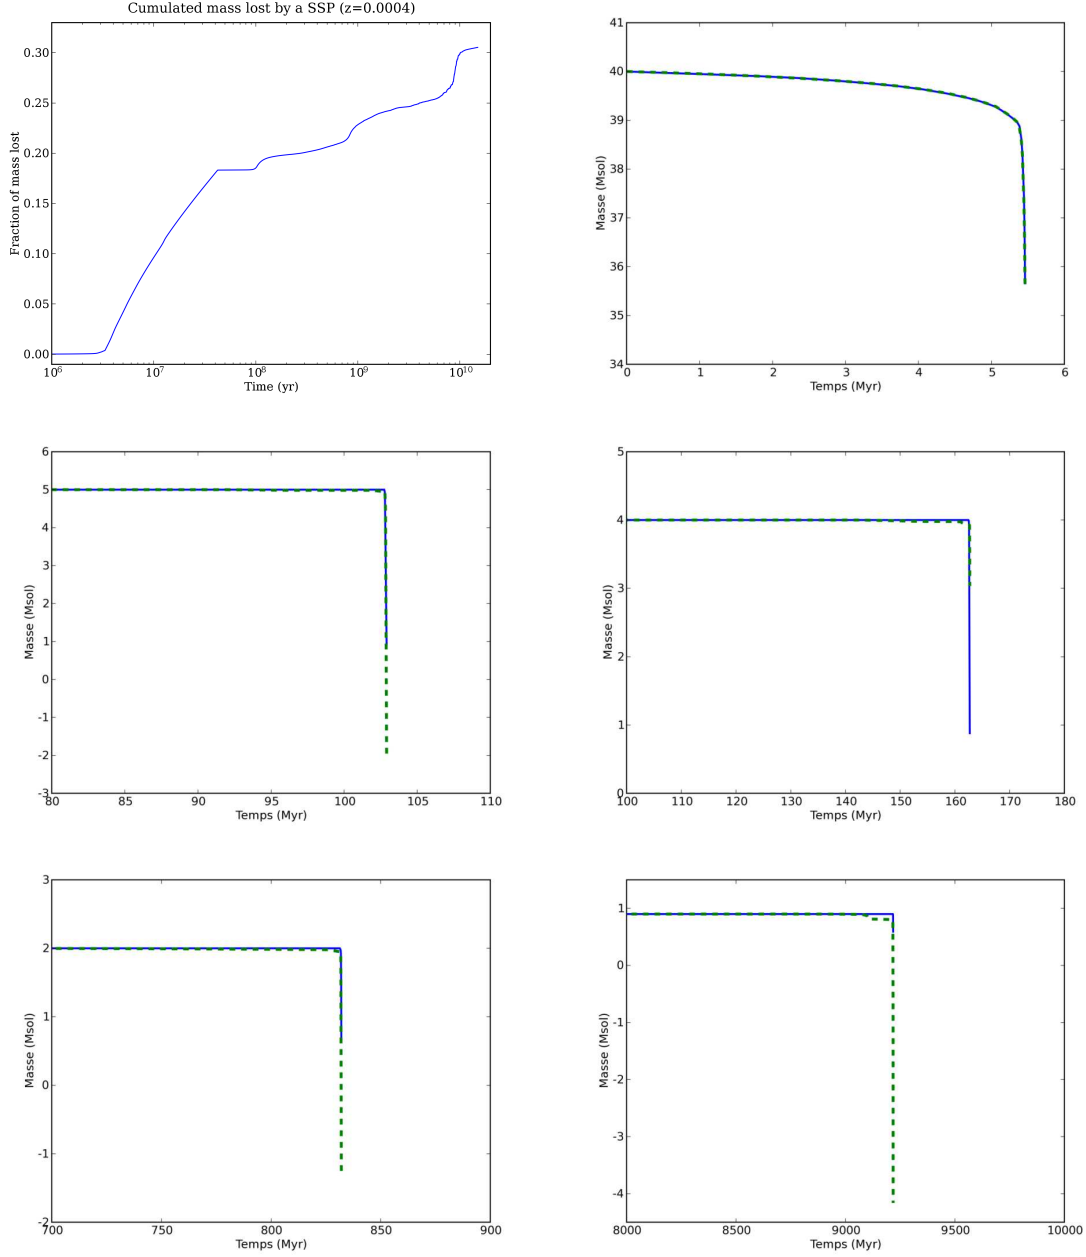 Cumulated mass lost by a SSP (z=0.0004)
Fraction of mass lost
0.30
0.25
0.20
0.15
0.10
0.05
0.00
10^6 10^7 10^8 10^9 10^10
Time (yr)
Masse (Msol)
41
40
39
38
37
36
35
34
0 1 2 3 4 5 6
Temps (Myr)
Masse (Msol)
6
5
4
3
2
1
0
-1
-2
-3
80 85 90 95 100 105 110
Temps (Myr)
Masse (Msol)
5
4
3
2
1
0
100 110 120 130 140 150 160 170 180
Temps (Myr)
Masse (Msol)
3
2
1
0
-1
-2
700 750 800 850 900
Temps (Myr)
Masse (Msol)
1
0
-1
-2
-3
-4
8000 8500 9000 9500 10000
Temps (Myr)